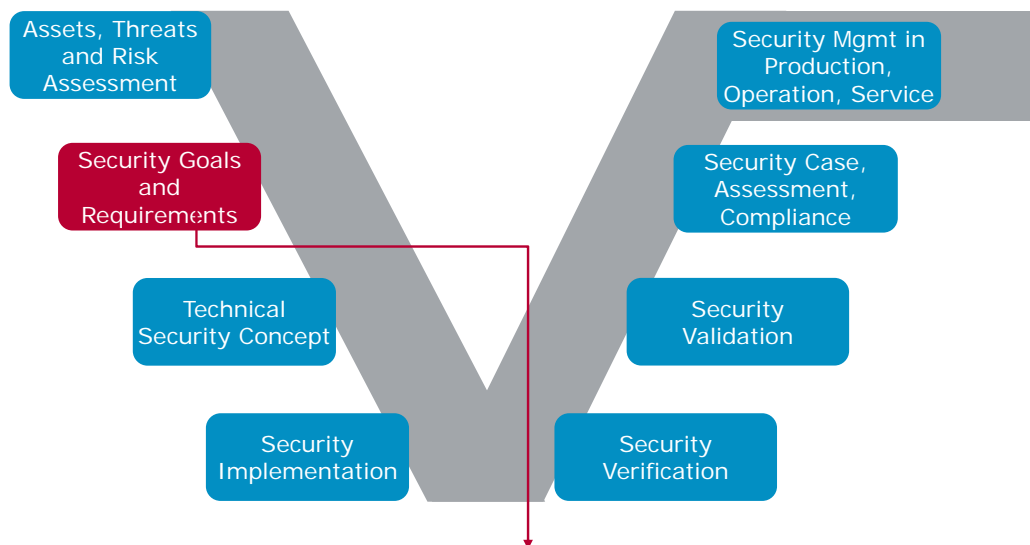 Assets, Threats
and Risk
Assessment
Security Goals
and
Requirements
Technical
Security Concept
Security
Implementation
Security Mgmt in
Production,
Operation, Service
Security Case,
Assessment,
Compliance
Security
Validation
Security
Verification